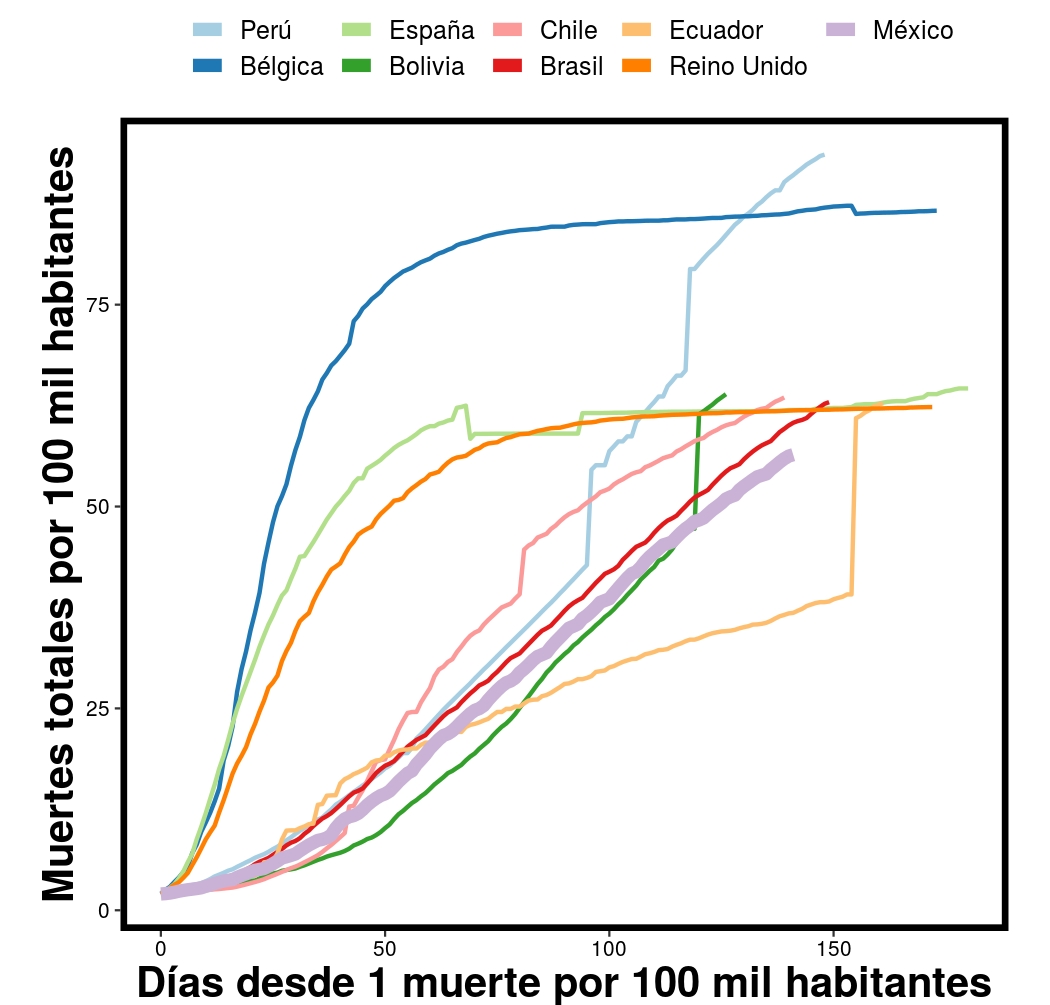 Perú España Chile Ecuador México
Bélgica Bolivia Brasil Reino Unido
Muertes totales por 100 mil habitantes
75
50
25
0
0 50 100 150
Días desde 1 muerte por 100 mil habitantes